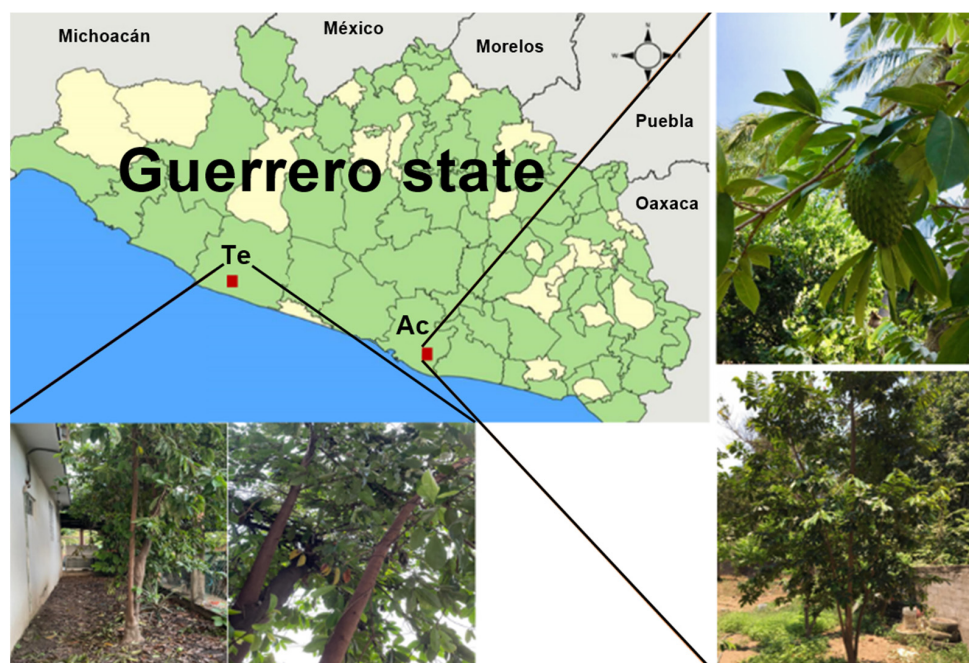 Michoacán
México
Morelos
N
W
E
S
Puebla
Guerrero state
Oaxaca
Te
Ac